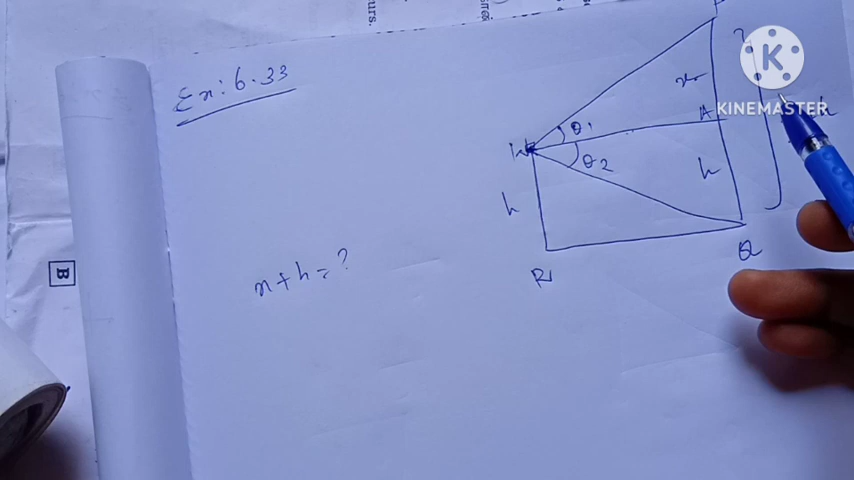 Ex: 6.33
x
θ1
A
KINEMASTER
K
W
θ2
h
h
h
x + h = ?
R
Q
B